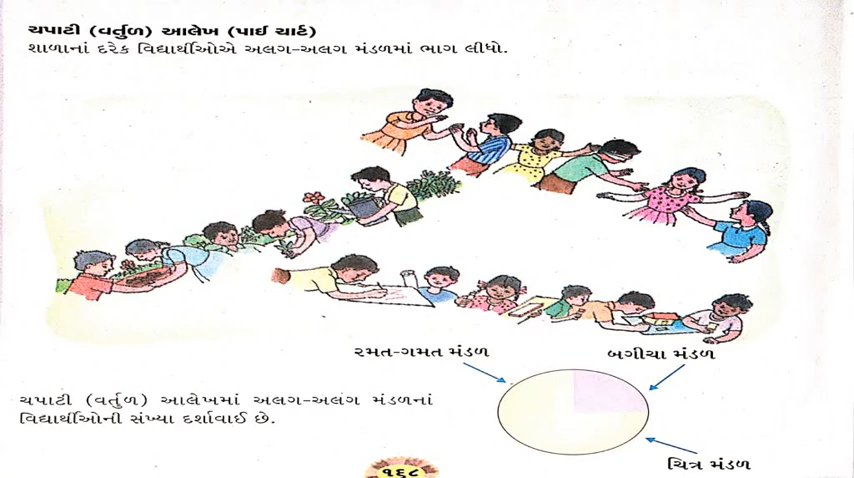 ચપાટી (વર્તુળ) આલેખ (પાઈ ચાર્ટ)
શાળાનાં દરેક વિદ્યાર્થીઓએ અલગ-અલગ મંડળમાં ભાગ લીધો.
રમત-ગમત મંડળ
બગીચા મંડળ
ચપાટી (વર્તુળ) આલેખમાં અલગ-અલંગ મંડળનાં
વિદ્યાર્થીઓની સંખ્યા દર્શાવાઈ છે.
ચિત્ર મંડળ
૧૬૮